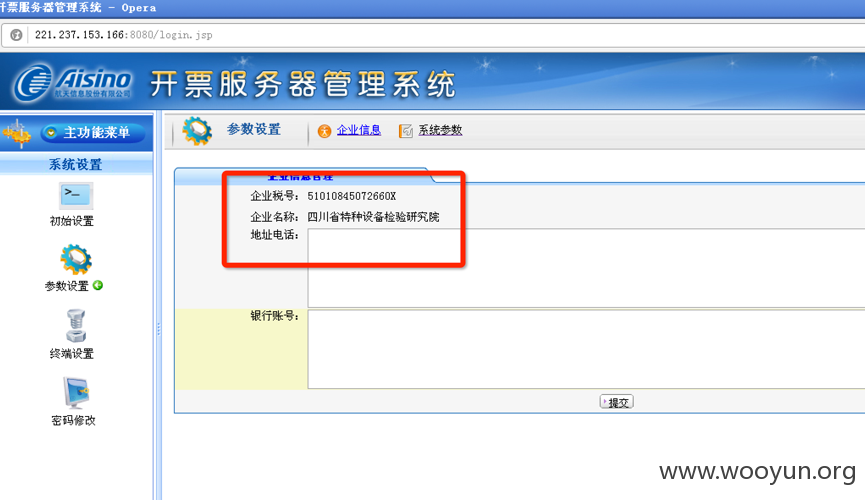 开票服务器管理系统 - Opera
221.237.153.166:8080/login.jsp
Aisino 航天信息股份有限公司 开票服务器管理系统
主功能菜单
参数设置 企业信息 系统参数
系统设置
初始设置
参数设置
终端设置
密码修改
企业信息管理
企业税号: 51010845072660X
企业名称: 四川省特种设备检验研究院
地址电话:
银行账号:
提交
www.wooyun.org